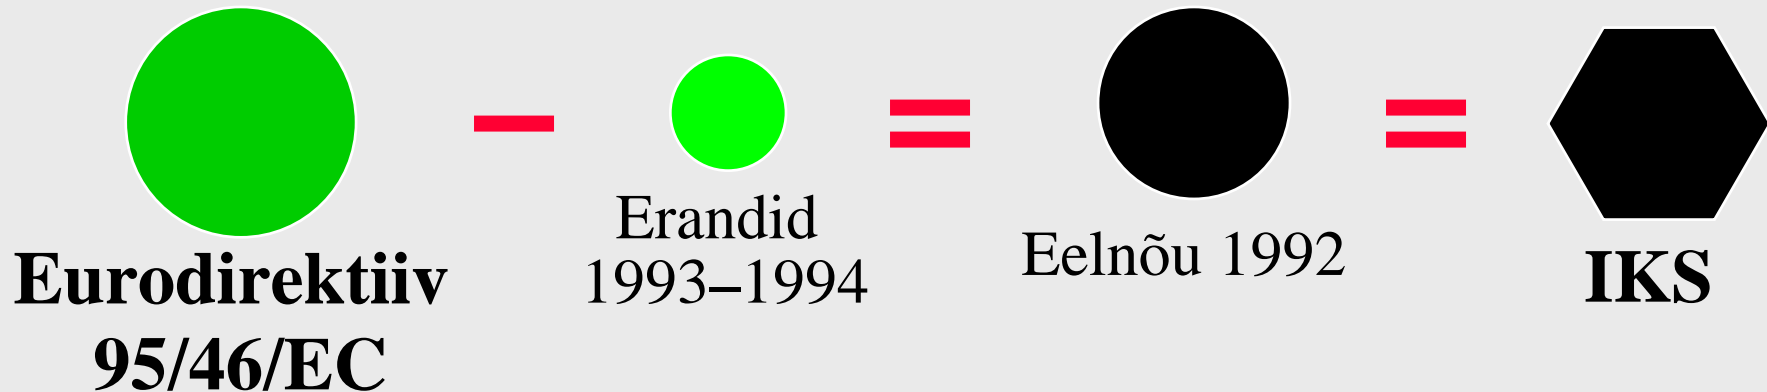 Eurodirektiiv
95/46/EC
Erandid
1993–1994
Eelnõu 1992
IKS